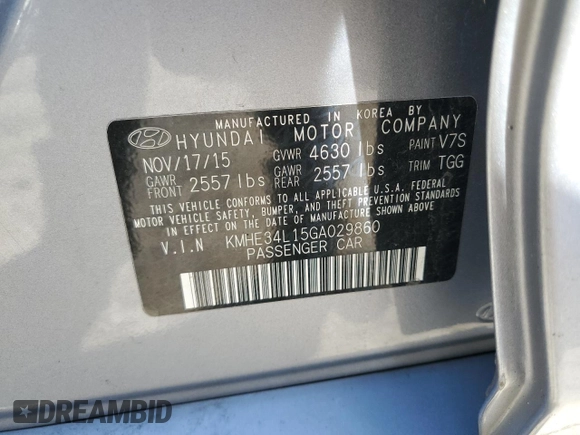 MANUFACTURED IN KOREA BY
HYUNDAI MOTOR COMPANY
NOV/17/15 GVWR 4630 lbs PAINT V7S
GAWR FRONT 2557 lbs GAWR REAR 2557 lbs TRIM TGG
THIS VEHICLE CONFORMS TO ALL APPLICABLE U.S.A. FEDERAL
MOTOR VEHICLE SAFETY, BUMPER, AND THEFT PREVENTION STANDARDS
IN EFFECT ON THE DATE OF MANUFACTURE SHOWN ABOVE.
V.I.N KMHE34L15GA029860
PASSENGER CAR
DREAMBID